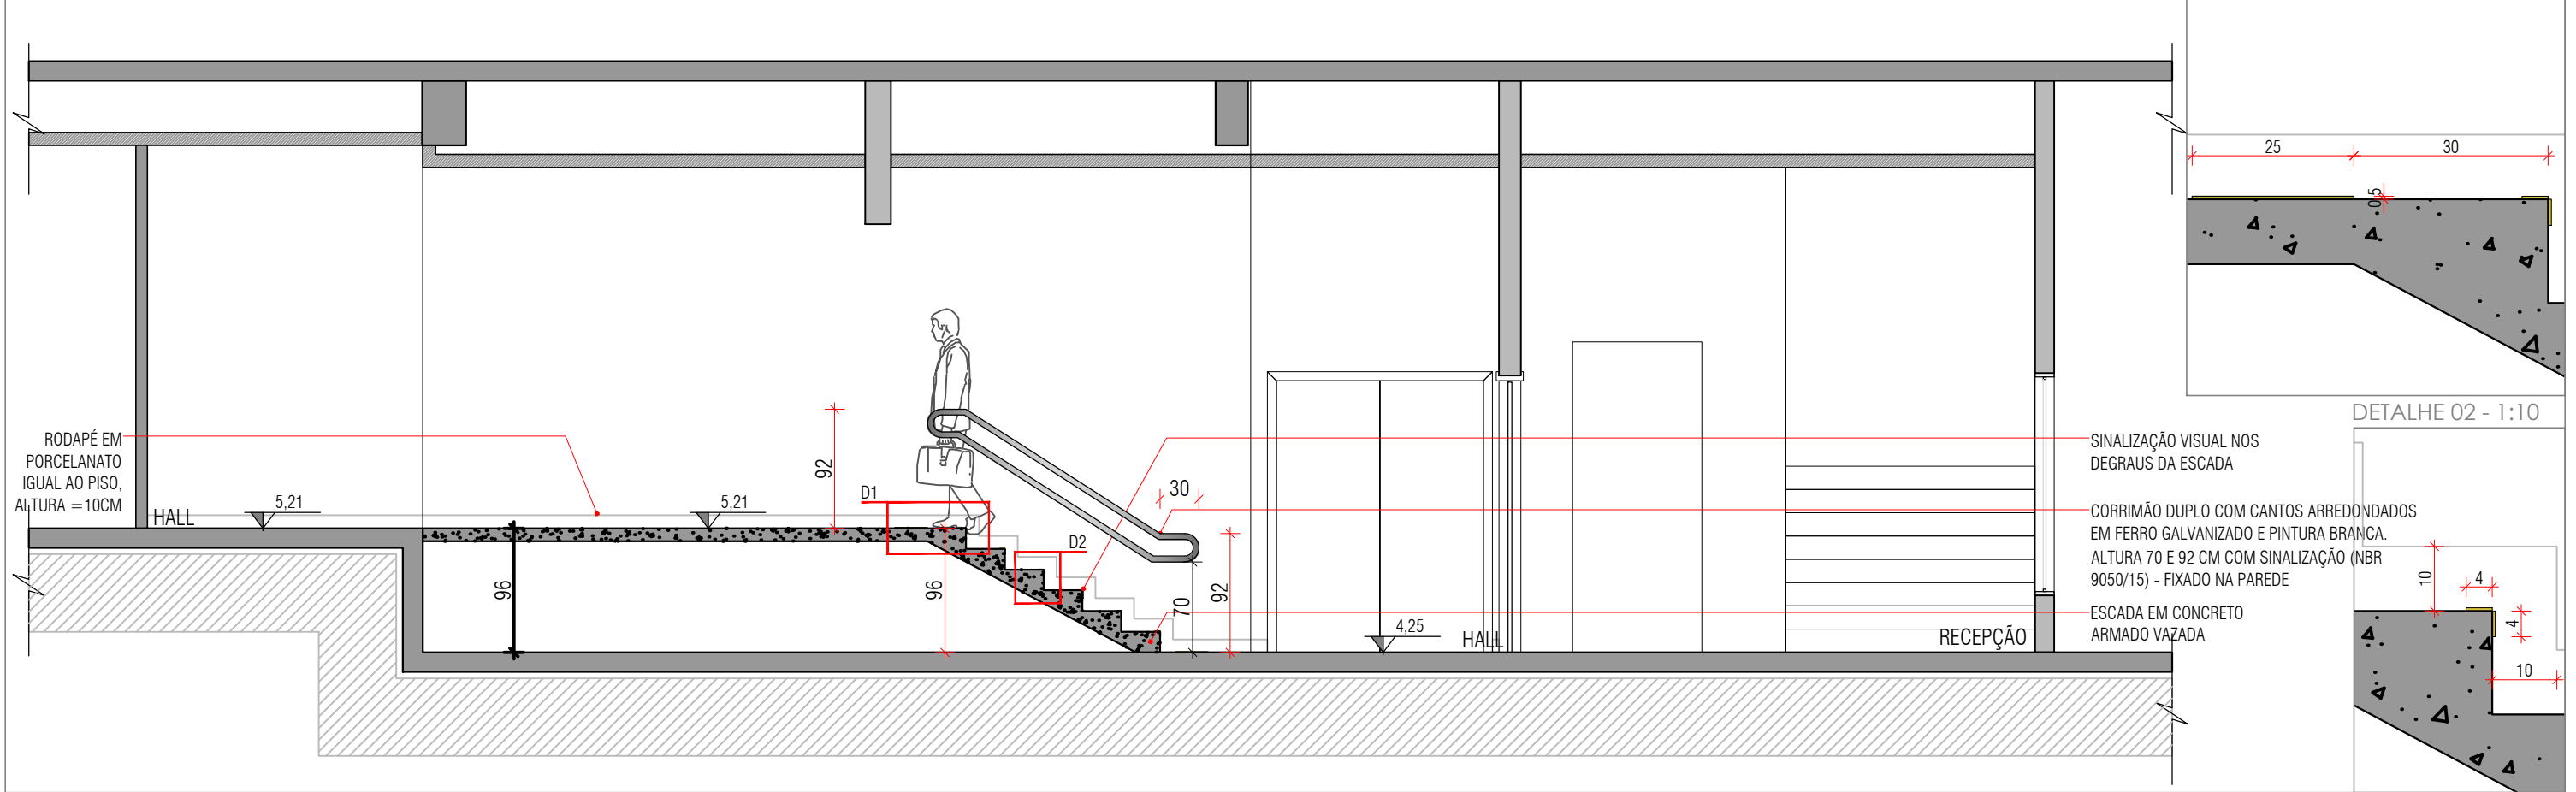 RODAPÉ EM
PORCELANATO
IGUAL AO PISO,
ALTURA =10CM
HALL
5,21
5,21
96
92
D1
96
D2
30
70
92
4,25
HALL
RECEPÇÃO
SINALIZAÇÃO VISUAL NOS
DEGRAUS DA ESCADA
CORRIMÃO DUPLO COM CANTOS ARREDONDADOS
EM FERRO GALVANIZADO E PINTURA BRANCA.
ALTURA 70 E 92 CM COM SINALIZAÇÃO (NBR
9050/15) - FIXADO NA PAREDE
ESCADA EM CONCRETO
ARMADO VAZADA
25
30
0,5
DETALHE 02 - 1:10
10
4
4
10